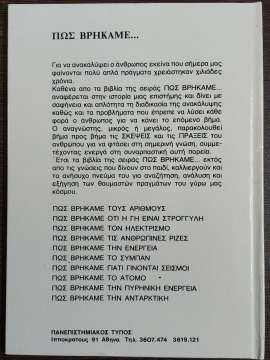 ΠΩΣ ΒΡΗΚΑΜΕ...
Για να ανακαλύψει ο άνθρωπος εκείνα που σήμερα μας
φαίνονται πολύ απλά πράγματα χρειάστηκαν χιλιάδες
χρόνια.
Καθένα απο τα βιβλία της σειράς ΠΩΣ ΒΡΗΚΑΜΕ...
αναφέρεται στην ιστορία μιας επιστήμης και δίνει με
σαφήνεια και απλότητα τη διαδικασία της ανακάλυψης
καθώς και τα προβλήματα που έπρεπε να λύσει κάθε
φορά ο άνθρωπος για να κάνει το επόμενο βήμα.
Ο αναγνώστης, μικρός ή μεγάλος, παρακολουθεί
βήμα προς βήμα τις ΣΚΕΨΕΙΣ και τις ΠΡΑΞΕΙΣ του
ανθρώπου για να φτάσει στη σημερινή γνώση, συμμε-
τέχοντας ενεργά στη συναρπαστική αυτή πορεία.
Έτσι τα βιβλία της σειράς ΠΩΣ ΒΡΗΚΑΜΕ... εκτός
απο τις γνώσεις που δίνουν στο παιδί, καλλιεργούν και
το ανήσυχο πνεύμα του για αναζήτηση, ανάλυση και
εξήγηση των θαυμαστών πραγμάτων του γύρω μας
κόσμου.
ΠΩΣ ΒΡΗΚΑΜΕ ΤΟΥΣ ΑΡΙΘΜΟΥΣ
ΠΩΣ ΒΡΗΚΑΜΕ ΟΤΙ Η ΓΗ ΕΙΝΑΙ ΣΤΡΟΓΓΥΛΗ
ΠΩΣ ΒΡΗΚΑΜΕ ΤΟΝ ΗΛΕΚΤΡΙΣΜΟ
ΠΩΣ ΒΡΗΚΑΜΕ ΤΙΣ ΑΝΘΡΩΠΙΝΕΣ ΡΙΖΕΣ
ΠΩΣ ΒΡΗΚΑΜΕ ΤΗΝ ΕΝΕΡΓΕΙΑ
ΠΩΣ ΒΡΗΚΑΜΕ ΤΟ ΣΥΜΠΑΝ
ΠΩΣ ΒΡΗΚΑΜΕ ΓΙΑΤΙ ΓΙΝΟΝΤΑΙ ΣΕΙΣΜΟΙ
ΠΩΣ ΒΡΗΚΑΜΕ ΤΟ ΑΤΟΜΟ
ΠΩΣ ΒΡΗΚΑΜΕ ΤΗΝ ΠΥΡΗΝΙΚΗ ΕΝΕΡΓΕΙΑ
ΠΩΣ ΒΡΗΚΑΜΕ ΤΗΝ ΑΝΤΑΡΚΤΙΚΗ
ΠΑΝΕΠΙΣΤΗΜΙΑΚΟΣ ΤΥΠΟΣ
Ιπποκράτους 91 Αθήνα Τηλ. 3607.474 3619.121